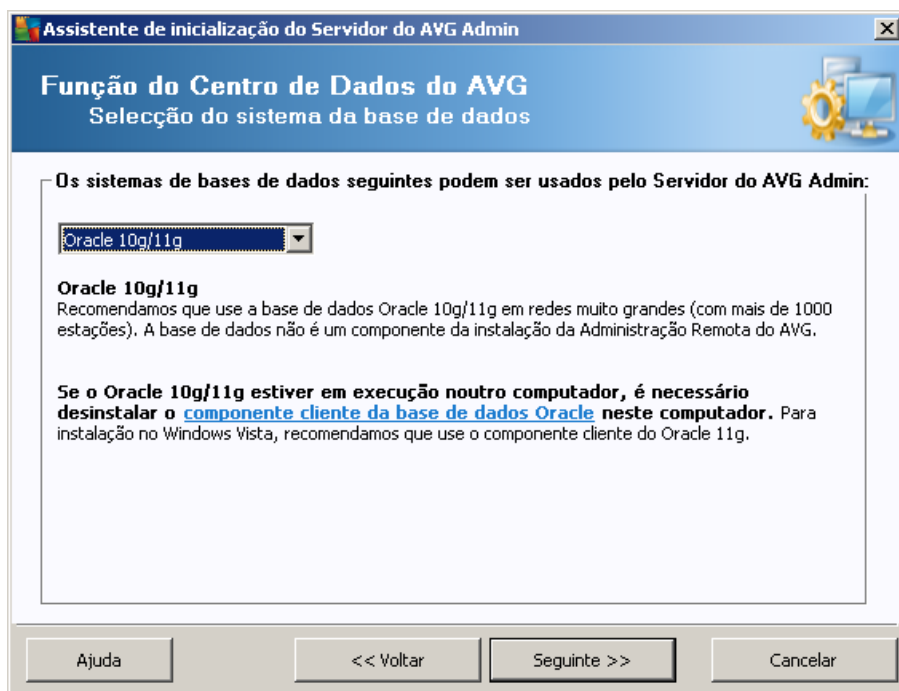 Assistente de inicialização do Servidor do AVG Admin
Função do Centro de Dados do AVG
Selecção do sistema da base de dados
Os sistemas de bases de dados seguintes podem ser usados pelo Servidor do AVG Admin:
Oracle 10g/11g
Oracle 10g/11g
Recomendamos que use a base de dados Oracle 10g/11g em redes muito grandes (com mais de 1000
estações). A base de dados não é um componente da instalação da Administração Remota do AVG.
Se o Oracle 10g/11g estiver em execução noutro computador, é necessário
desinstalar o componente cliente da base de dados Oracle neste computador. Para
instalação no Windows Vista, recomendamos que use o componente cliente do Oracle 11g.
Ajuda
<< Voltar
Seguinte >>
Cancelar